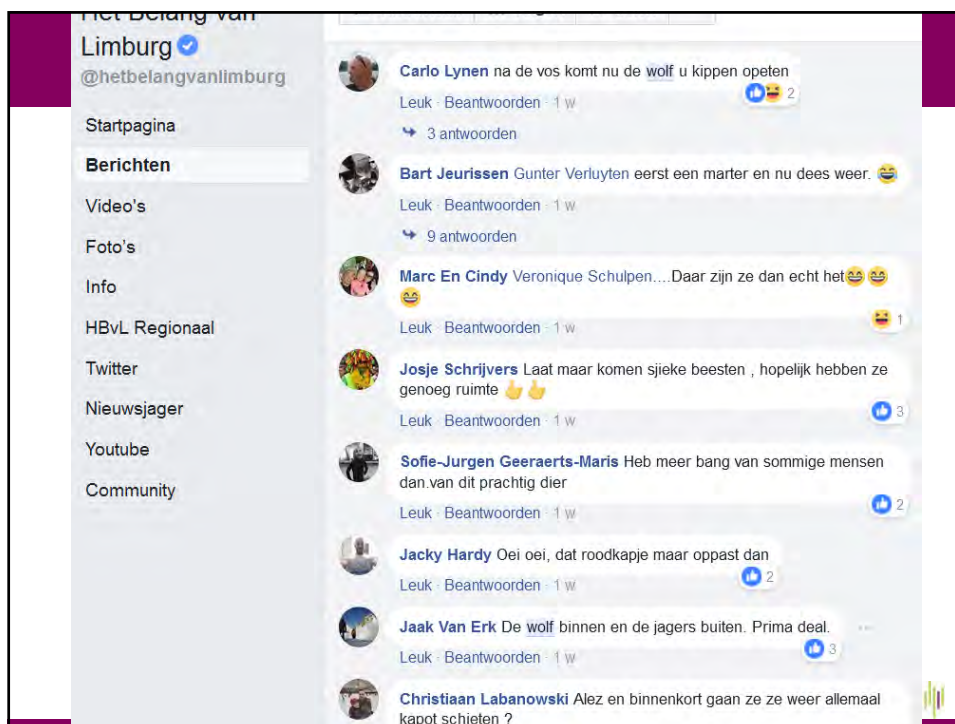 Het Belang van
Limburg
@hetbelangvanlimburg
Startpagina
Berichten
Video's
Foto's
Info
HBvL Regionaal
Twitter
Nieuwsjager
Youtube
Community
Carlo Lynen na de vos komt nu de wolf u kippen opeten
2
Leuk · Beantwoorden · 1 w
3 antwoorden
Bart Jeurissen Gunter Verluyten eerst een marter en nu dees weer.
Leuk · Beantwoorden · 1 w
9 antwoorden
Marc En Cindy Veronique Schulpen....Daar zijn ze dan echt het
1
Leuk · Beantwoorden · 1 w
Josje Schrijvers Laat maar komen sjieke beesten , hopelijk hebben ze
genoeg ruimte
3
Leuk · Beantwoorden · 1 w
Sofie-Jurgen Geeraerts-Maris Heb meer bang van sommige mensen
dan.van dit prachtig dier
2
Leuk · Beantwoorden · 1 w
Jacky Hardy Oei oei, dat roodkapje maar oppast dan
2
Leuk · Beantwoorden · 1 w
Jaak Van Erk De wolf binnen en de jagers buiten. Prima deal.
3
Leuk · Beantwoorden · 1 w
Christiaan Labanowski Alez en binnenkort gaan ze ze weer allemaal
kapot schieten ?